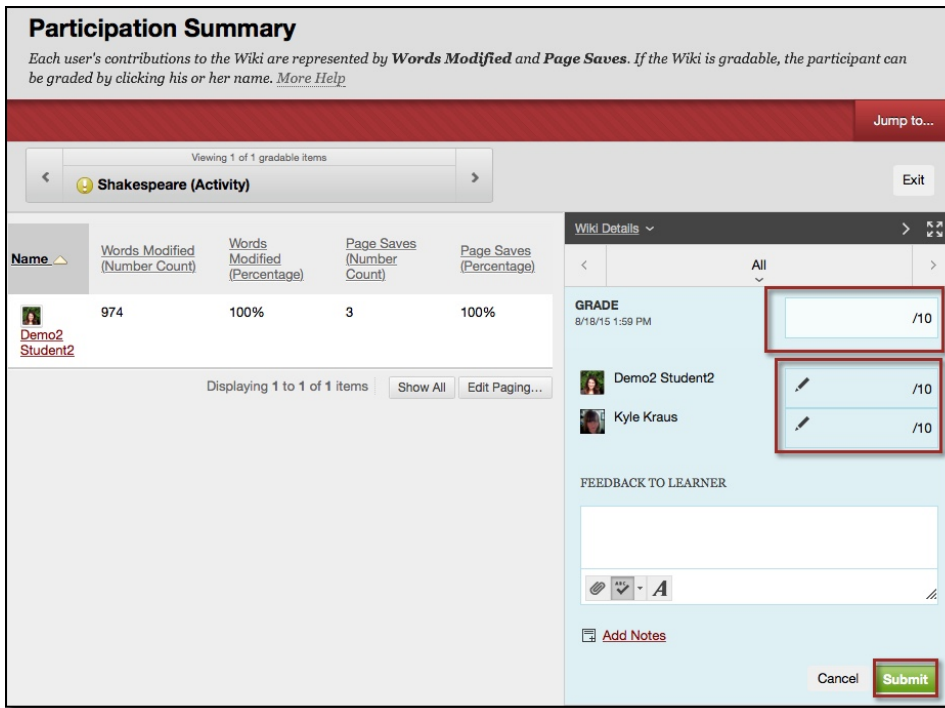 Participation Summary
Each user's contributions to the Wiki are represented by Words Modified and Page Saves. If the Wiki is gradable, the participant can
be graded by clicking his or her name. More Help
Jump to...
Viewing 1 of 1 gradable items
Shakespeare (Activity)
Exit
Name
Words Modified
(Number Count)
Words
Modified
(Percentage)
Page Saves
(Number
Count)
Page Saves
(Percentage)
Demo2
Student2
974
100%
3
100%
Displaying 1 to 1 of 1 items
Show All
Edit Paging...
Wiki Details
All
GRADE
8/18/15 1:59 PM
/10
Demo2 Student2
/10
Kyle Kraus
/10
FEEDBACK TO LEARNER
ABC
A
Add Notes
Cancel
Submit